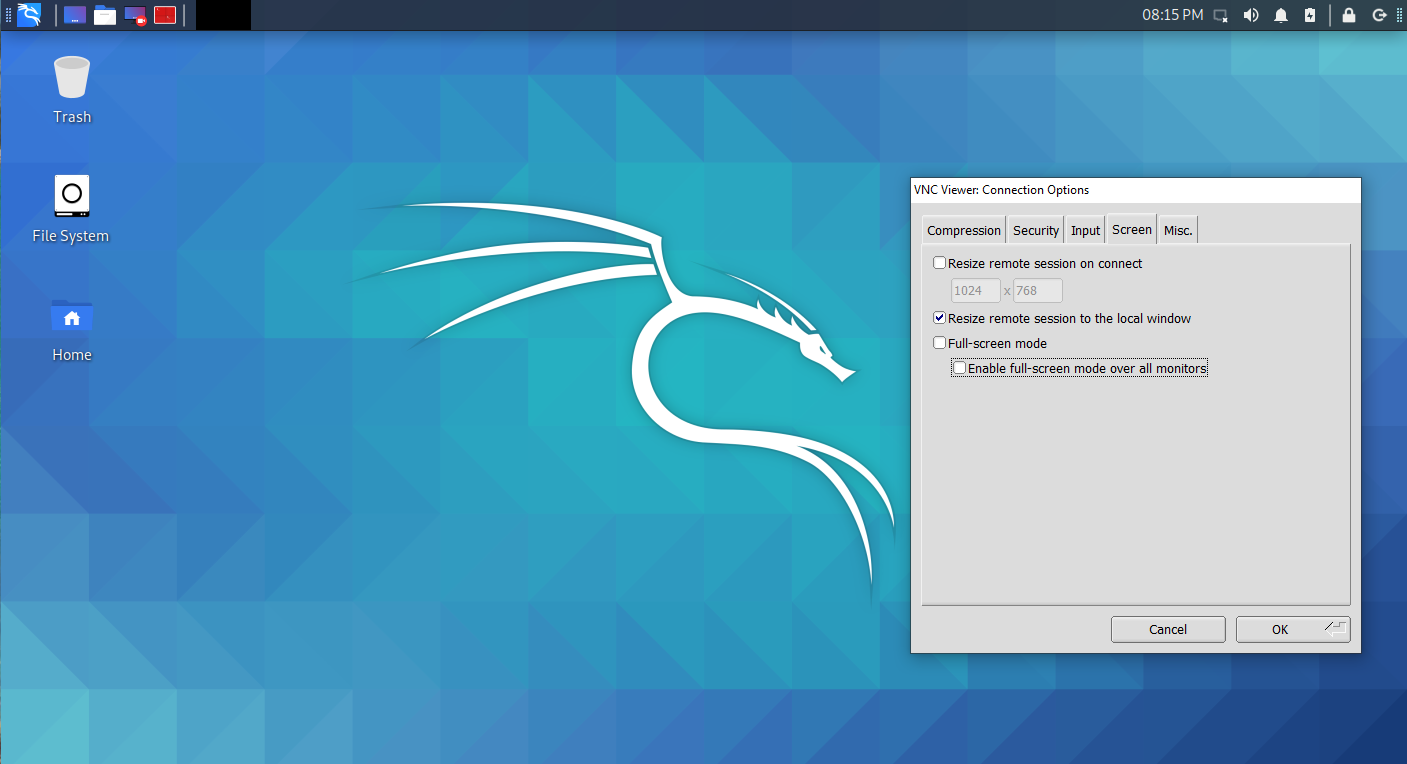 08:15 PM
Trash
File System
Home
VNC Viewer: Connection Options
Compression Security Input Screen Misc.
Resize remote session on connect
1024 x 768
Resize remote session to the local window
Full-screen mode
Enable full-screen mode over all monitors
Cancel OK